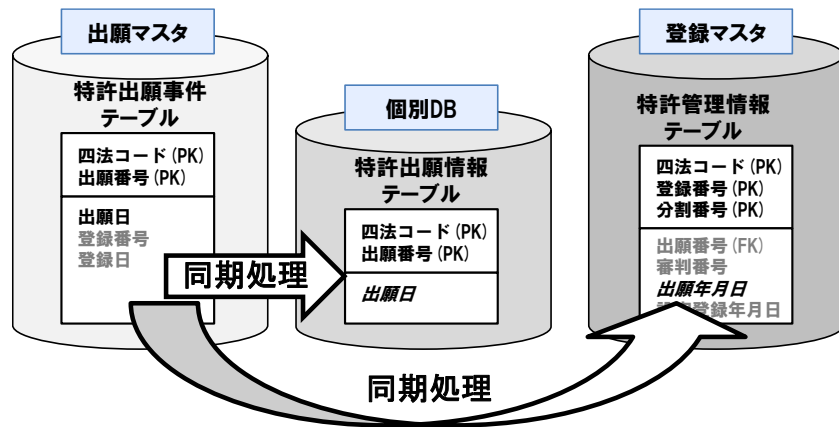 出願マスタ
特許出願事件
テーブル
四法コード(PK)
出願番号(PK)
出願日
登録番号
登録日
同期処理
個別DB
特許出願情報
テーブル
四法コード(PK)
出願番号(PK)
出願日
登録マスタ
特許管理情報
テーブル
四法コード(PK)
登録番号(PK)
分割番号(PK)
出願番号(FK)
審判番号
出願年月日
登録年月日
同期処理